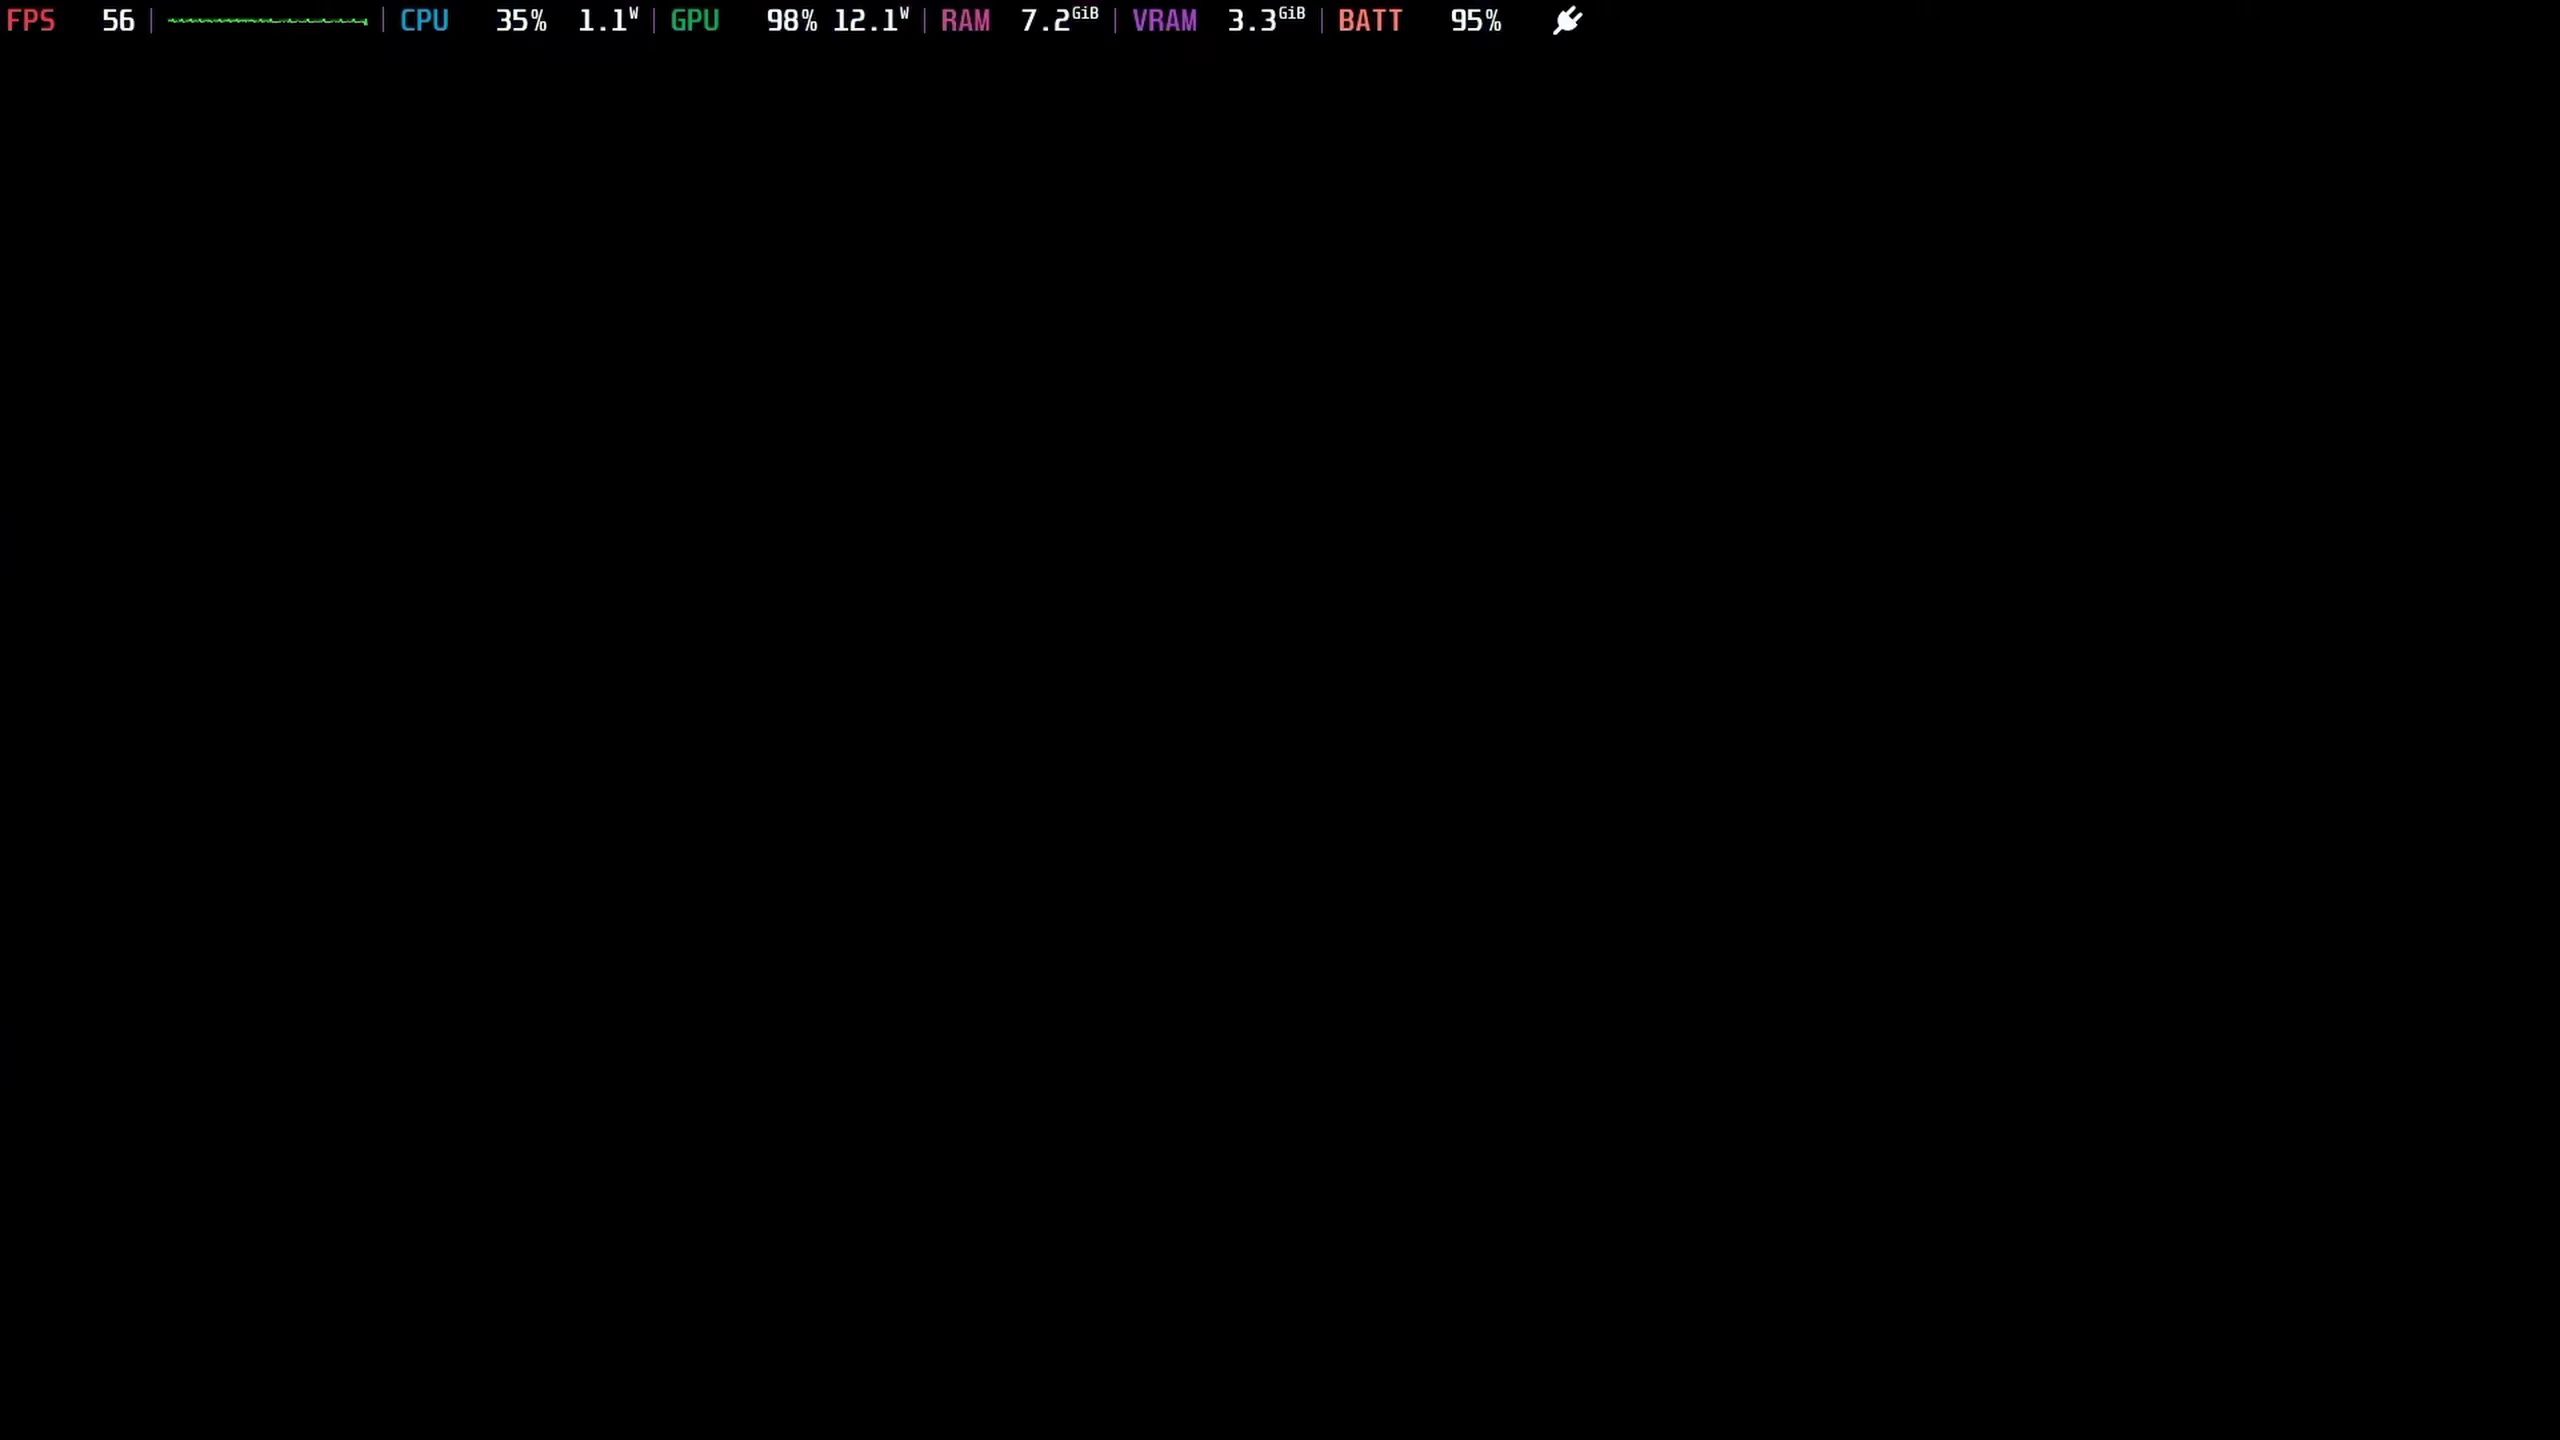 FPS 56 | CPU 35% 1.1W | GPU 98% 12.1W | RAM 7.2GiB | VRAM 3.3GiB | BATT 95%